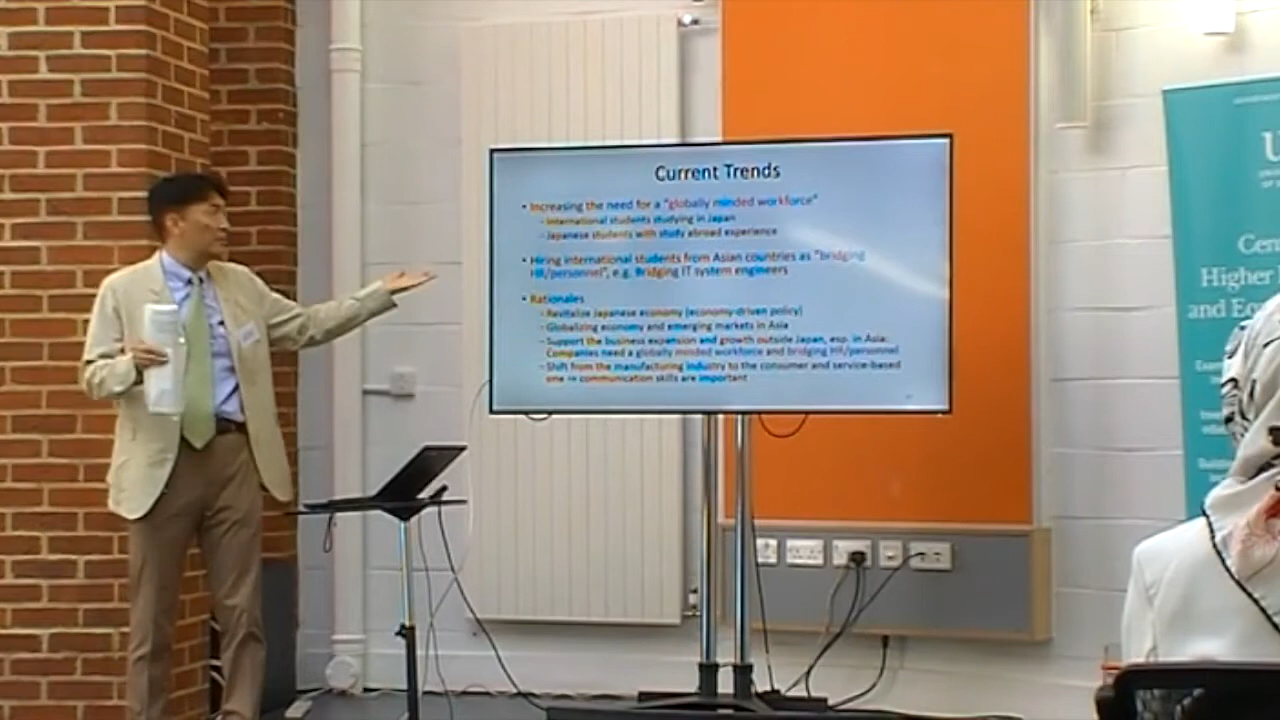 Current Trends
• Increasing the need for a "globally minded workforce"
– International students studying in Japan
– Japanese students with study abroad experience
• Hiring international students from Asian countries as "bridging
HR/personnel", e.g. Bridging IT system engineers
• Rationales
– Revitalize Japanese economy (economy-driven policy)
– Globalizing economy and emerging markets in Asia
– Support the business expansion and growth outside Japan, esp. in Asia:
Companies need a globally minded workforce and bridging HR/personnel
– Shift from the manufacturing industry to the consumer and service-based
one ⇒ communication skills are important
U
Cen
Higher
and Ec